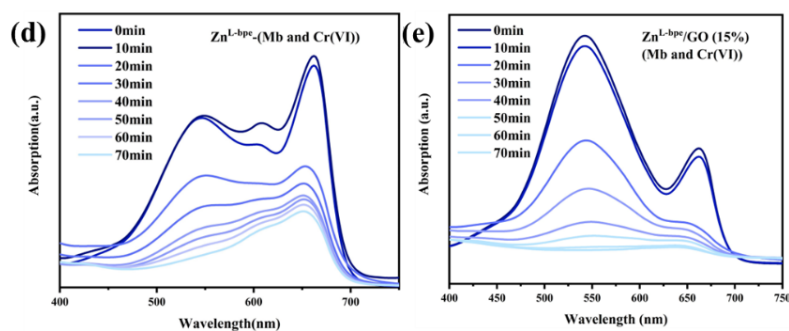 (d)
0min
10min
20min
30min
40min
50min
60min
70min
Zn^L-bpe-(Mb and Cr(VI))
Absorption(a.u.)
400 500 600 700
Wavelength(nm)
(e)
0min
10min
20min
30min
40min
50min
60min
70min
Zn^L-bpe/GO (15%)
(Mb and Cr(VI))
Absorption (a.u.)
400 450 500 550 600 650 700 750
Wavelength (nm)